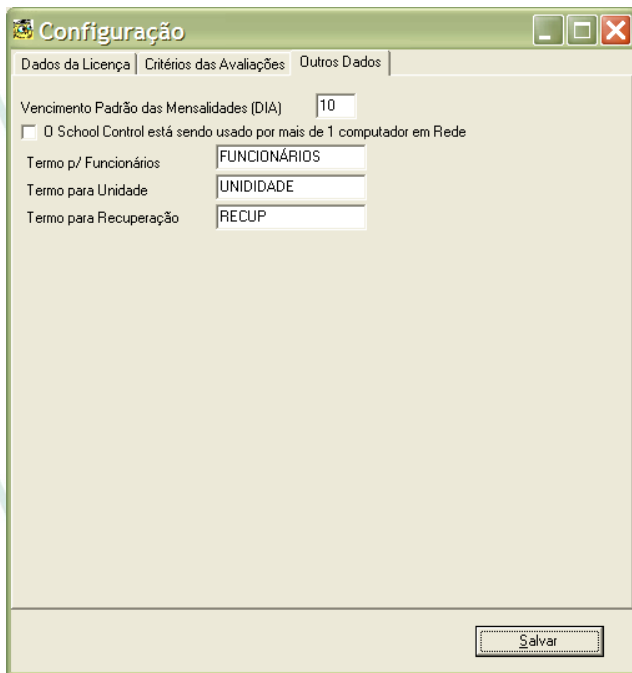 Configuração
Dados da Licença Critérios das Avaliações Outros Dados
Vencimento Padrão das Mensalidades (DIA) 10
O School Control está sendo usado por mais de 1 computador em Rede
Termo p/ Funcionários FUNCIONÁRIOS
Termo para Unidade UNIDIDADE
Termo para Recuperação RECUP
Salvar